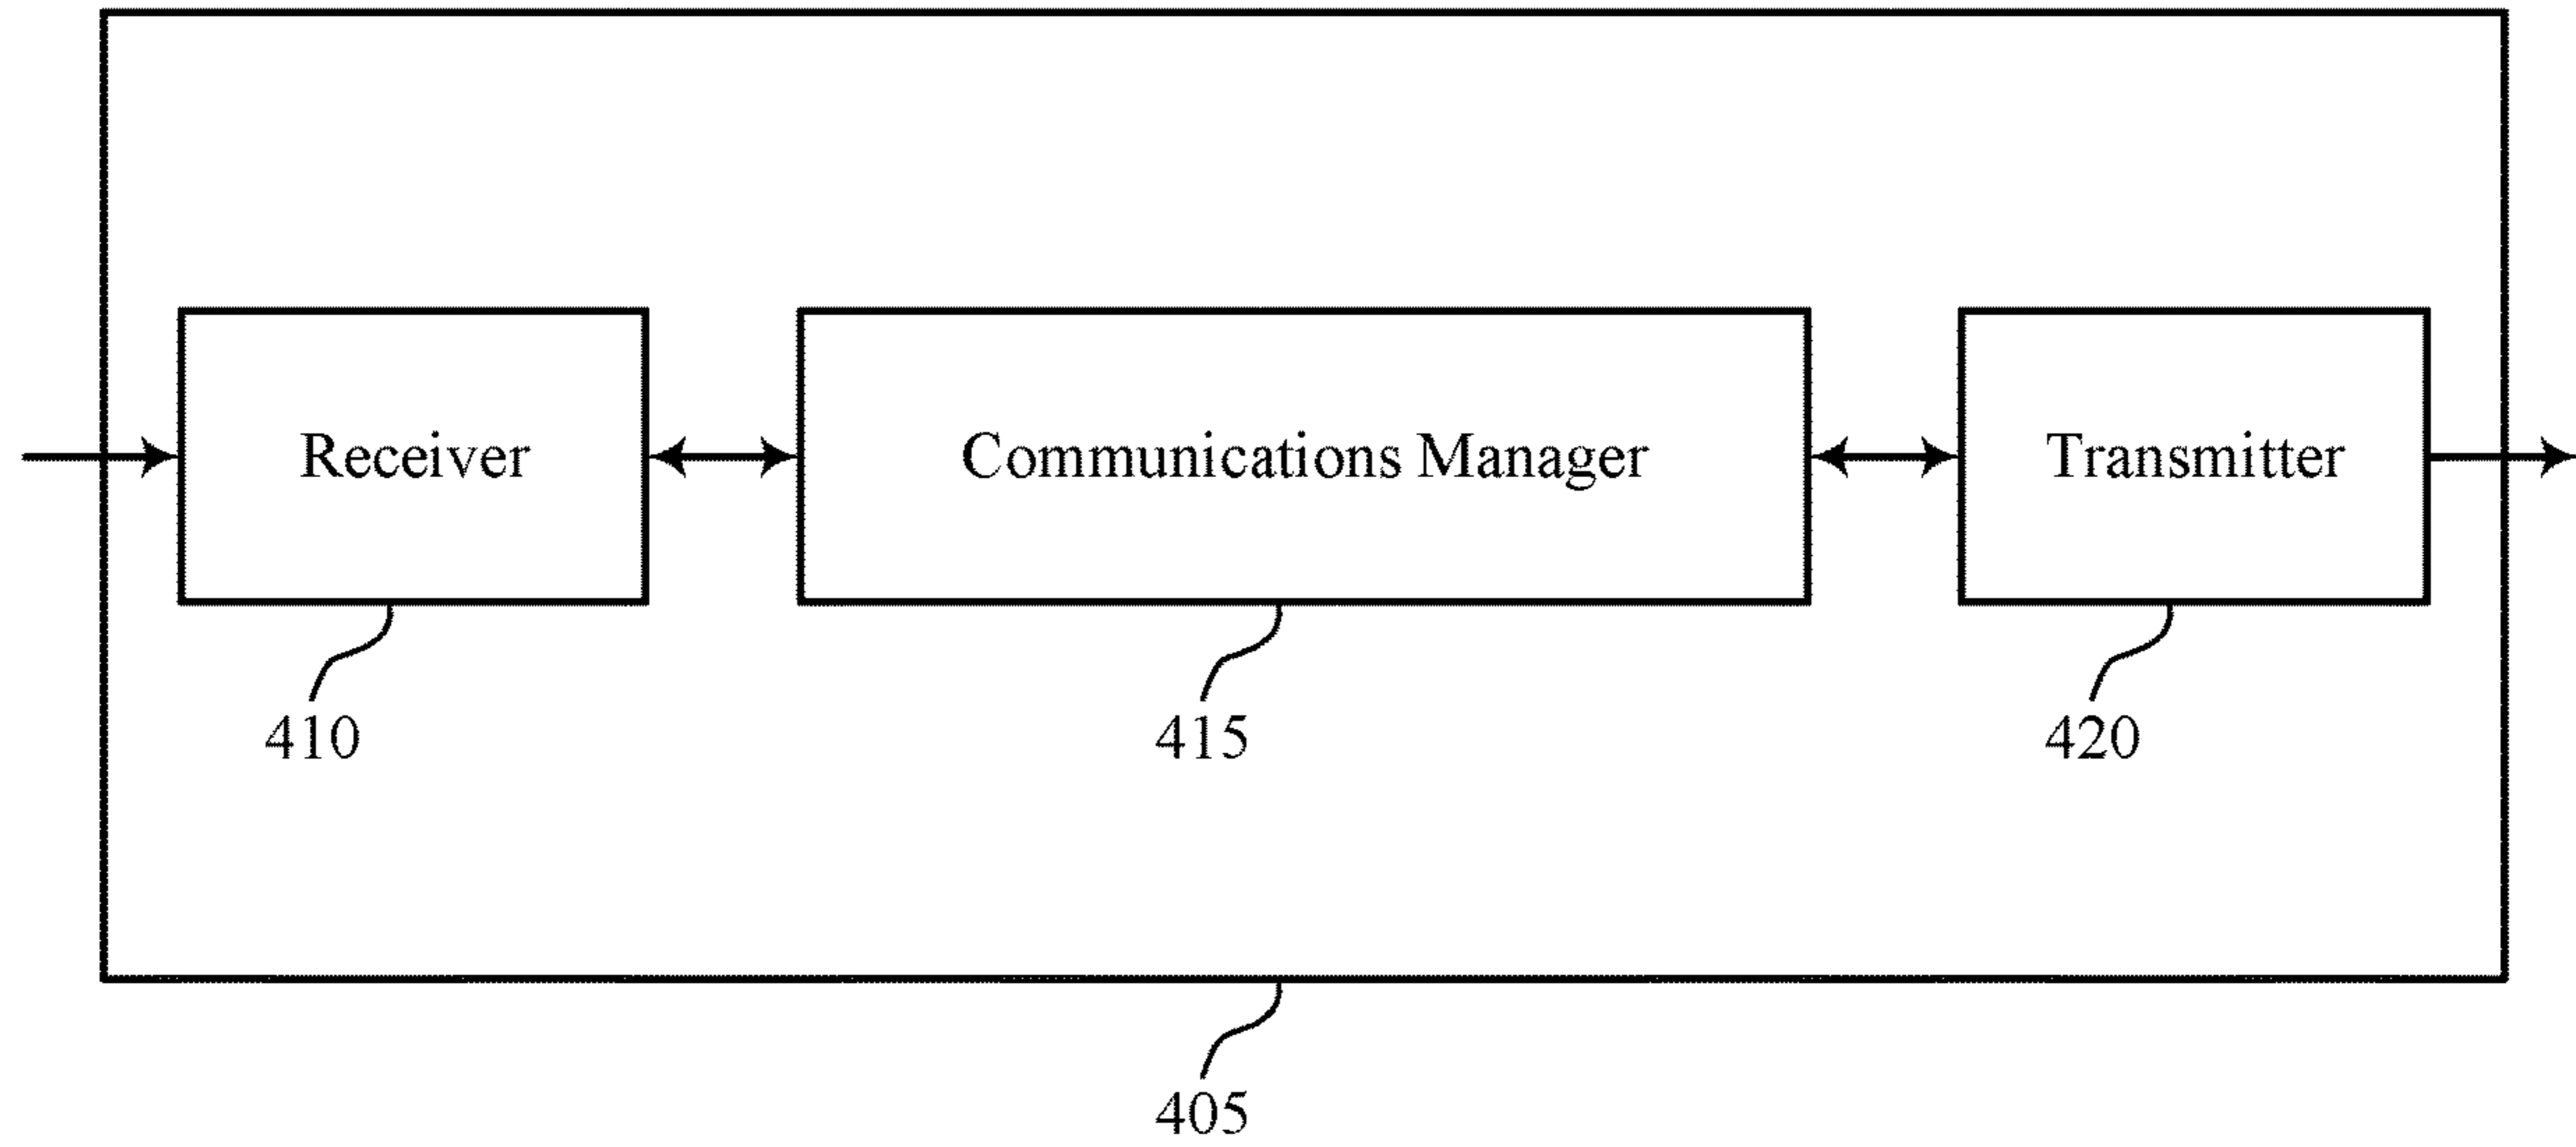 Receiver
Communications Manager
Transmitter
410
415
420
405